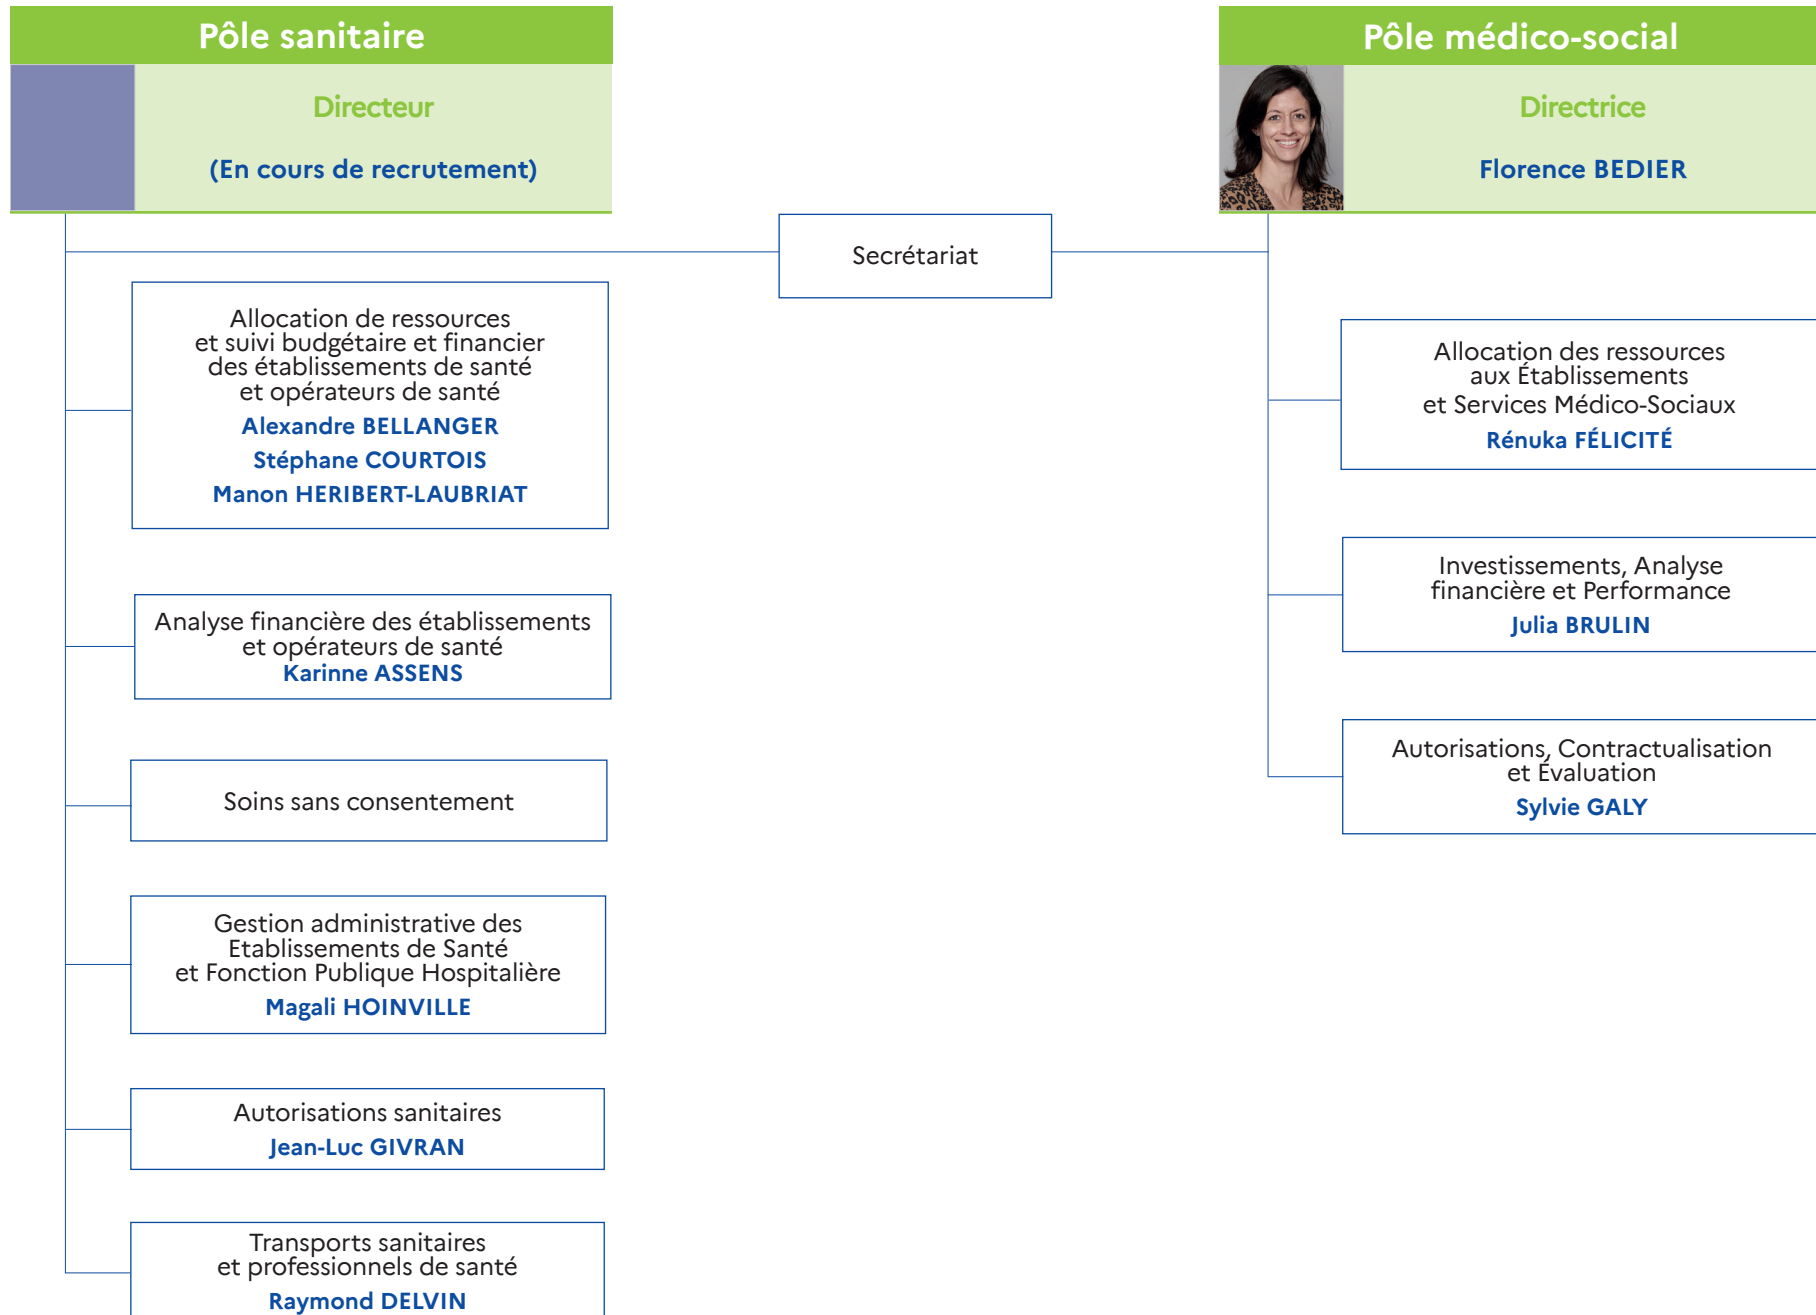 Pôle sanitaire
Directeur
(En cours de recrutement)
Pôle médico-social
Directrice
Florence BEDIER
Secrétariat
Allocation de ressources
et suivi budgétaire et financier
des établissements de santé
et opérateurs de santé
Alexandre BELLANGER
Stéphane COURTOIS
Manon HERIBERT-LAUBRIAT
Analyse financière des établissements
et opérateurs de santé
Karinne ASSENS
Soins sans consentement
Gestion administrative des
Etablissements de Santé
et Fonction Publique Hospitalière
Magali HOINVILLE
Autorisations sanitaires
Jean-Luc GIVRAN
Transports sanitaires
et professionnels de santé
Raymond DELVIN
Allocation des ressources
aux Établissements
et Services Médico-Sociaux
Rénuka FÉLICITÉ
Investissements, Analyse
financière et Performance
Julia BRULIN
Autorisations, Contractualisation
et Évaluation
Sylvie GALY